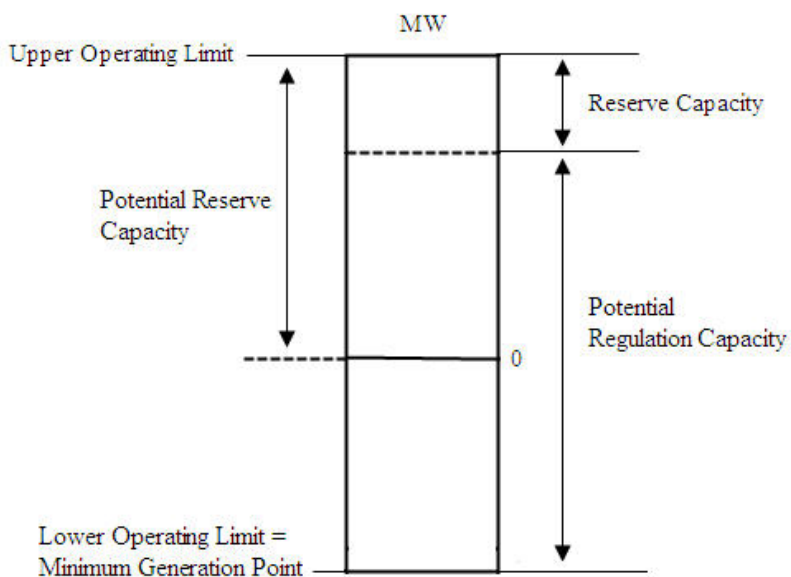 MW
Upper Operating Limit
Reserve Capacity
Potential Reserve
Capacity
Potential
Regulation Capacity
0
Lower Operating Limit =
Minimum Generation Point